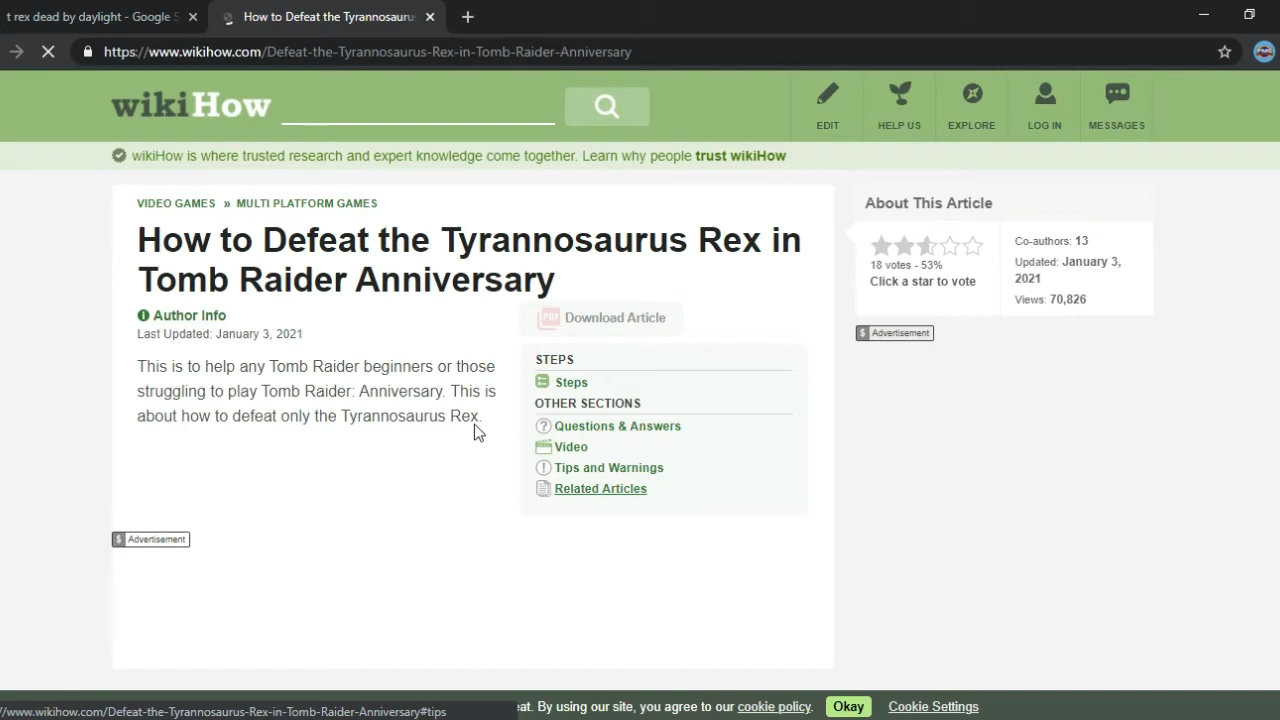 t rex dead by daylight - Google S
How to Defeat the Tyrannosaurus
https://www.wikihow.com/Defeat-the-Tyrannosaurus-Rex-in-Tomb-Raider-Anniversary
wikiHow
EDIT
HELP US
EXPLORE
LOG IN
MESSAGES
wikiHow is where trusted research and expert knowledge come together. Learn why people trust wikiHow
VIDEO GAMES » MULTI PLATFORM GAMES
How to Defeat the Tyrannosaurus Rex in
Tomb Raider Anniversary
Author Info
Last Updated: January 3, 2021
This is to help any Tomb Raider beginners or those
struggling to play Tomb Raider: Anniversary. This is
about how to defeat only the Tyrannosaurus Rex.
PDF Download Article
STEPS
Steps
OTHER SECTIONS
Questions & Answers
Video
Tips and Warnings
Related Articles
$ Advertisement
About This Article
18 votes - 53%
Click a star to vote
Co-authors: 13
Updated: January 3,
2021
Views: 70,826
$ Advertisement
eat. By using our site, you agree to our cookie policy.
Okay
Cookie Settings
//www.wikihow.com/Defeat-the-Tyrannosaurus-Rex-in-Tomb-Raider-Anniversary#tips